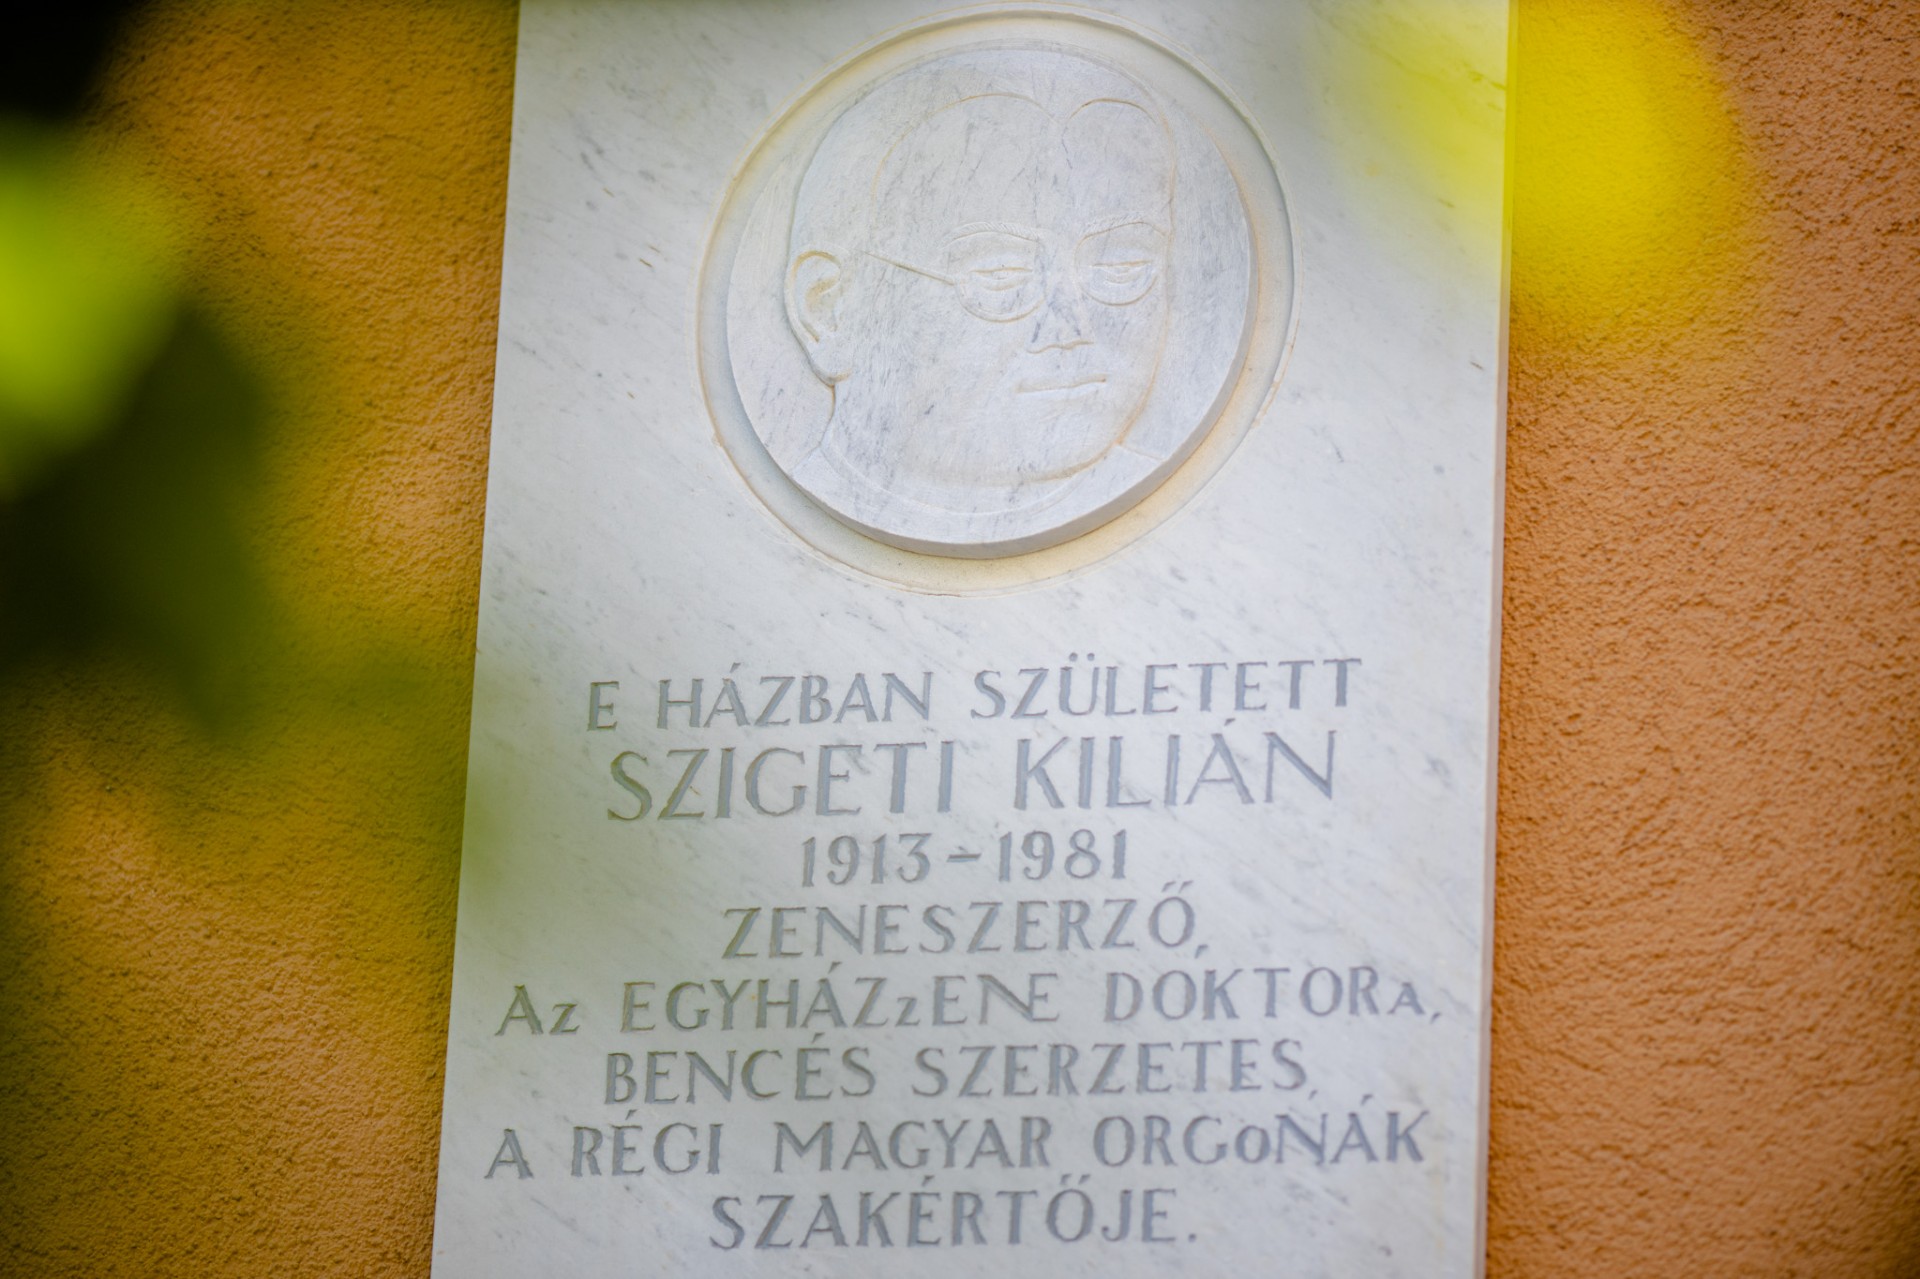 E HÁZBAN SZÜLETETT
SZIGETI KILIÁN
1913-1981
ZENESZERZŐ,
Az EGYHÁZzENE DOKTORA,
BENCÉS SZERZETES,
A RÉGI MAGYAR ORGoNÁK
SZAKÉRTŐJE.